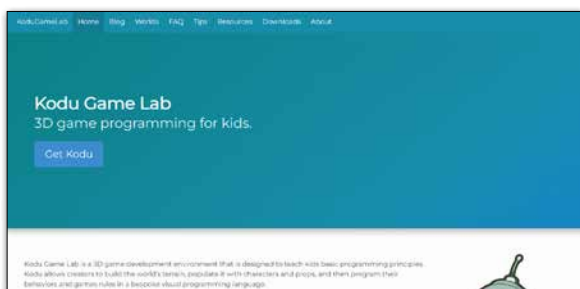 KoduGameLab Home Blog Worlds FAQ Tips Resources Downloads About
Kodu Game Lab
3D game programming for kids.
Get Kodu
Kodu Game Lab is a 3D game development environment that is designed to teach kids basic programming principles.
Kodu allows creators to build the world's terrain, populate it with characters and props, and then program their
behaviors and games rules in a bespoke visual programming language.